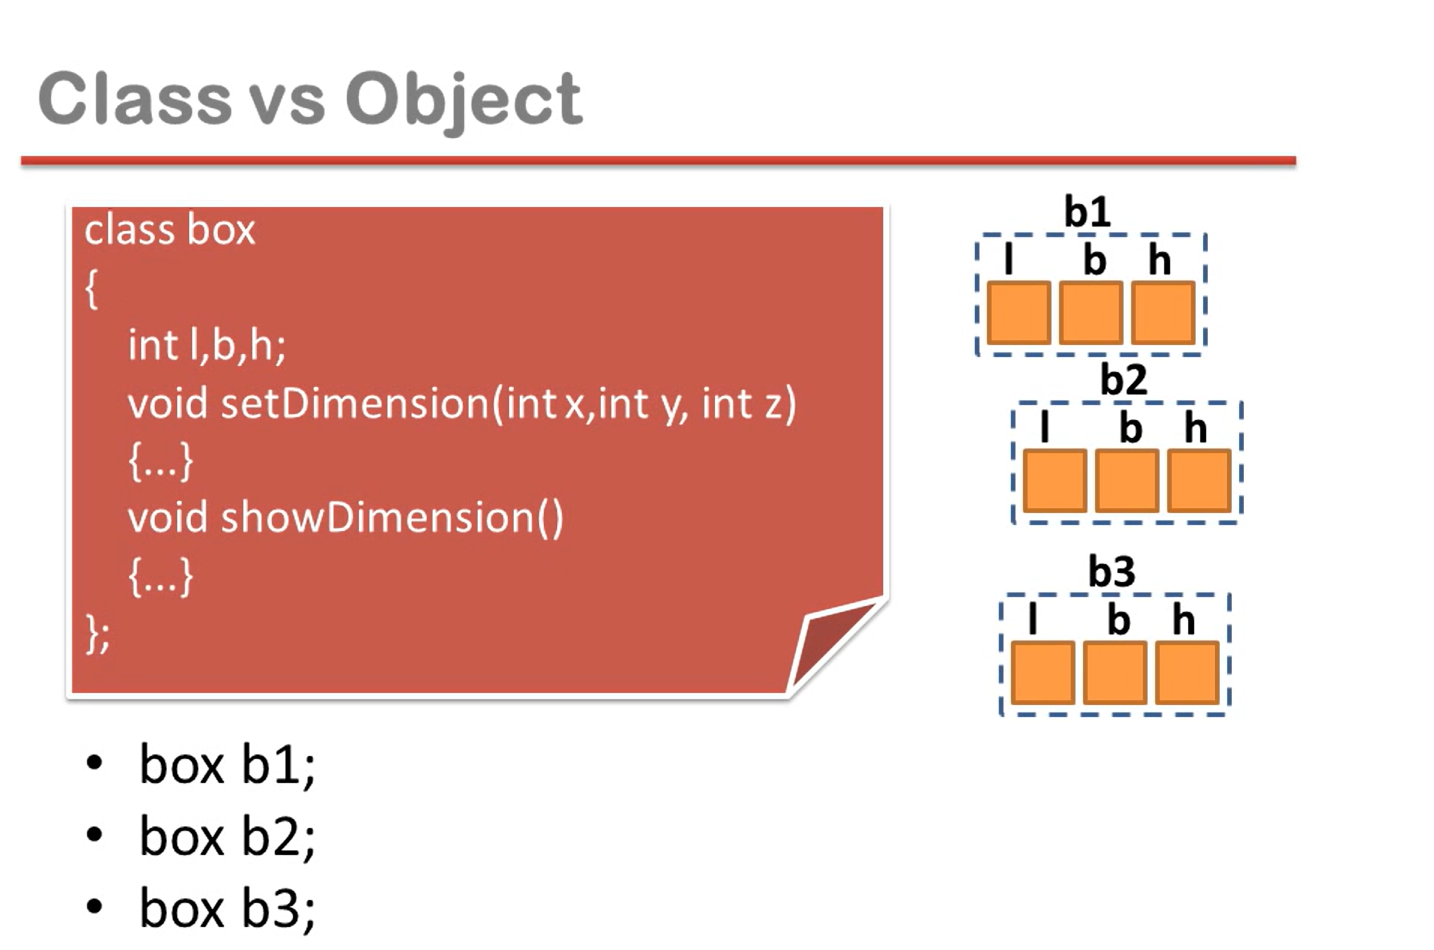 Class vs Object
class box
{
int l,b,h;
void setDimension(int x,int y, int z)
{...}
void showDimension()
{...}
};
• box b1;
• box b2;
• box b3;
b1
l b h
b2
l b h
b3
l b h